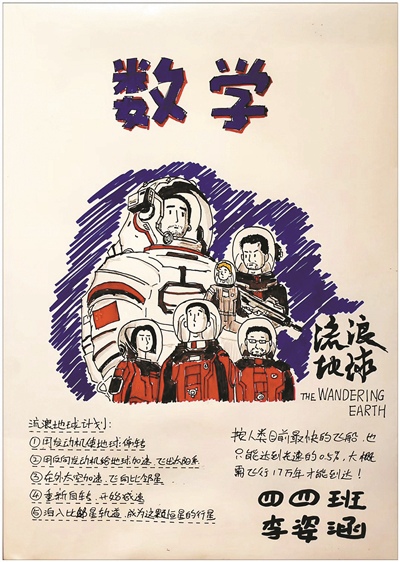 数学
流浪
地球
THE WANDERING
EARTH
流浪地球计划:
①用发动机使地球停转
②用反向发动机给地球加速,飞出太阳系
③在外太空加速,飞向比邻星
④重新自转,开始减速
⑤泊入比邻星轨道,成为这颗恒星的行星
按人类目前最快的飞船,也
只能达到光速的0.5%,大概
需飞行17万年才能到达!
四四班
李姿涵